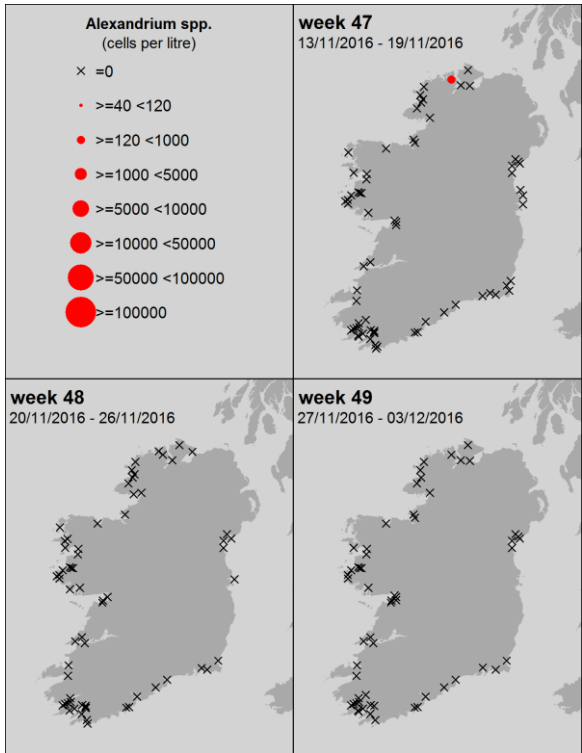 Alexandrium spp.
(cells per litre)
=0
>=40 <120
>=120 <1000
>=1000 <5000
>=5000 <10000
>=10000 <50000
>=50000 <100000
>=100000
week 47
13/11/2016 - 19/11/2016
week 48
20/11/2016 - 26/11/2016
week 49
27/11/2016 - 03/12/2016